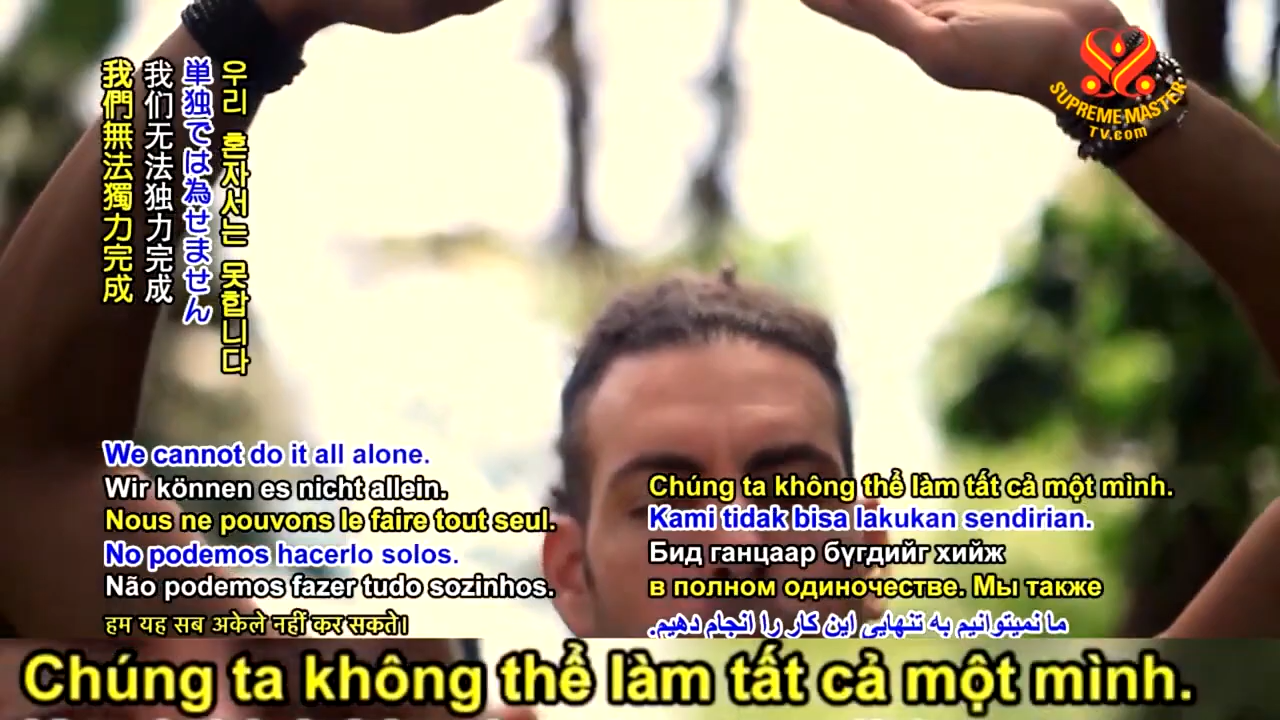 우리 혼자서는 못합니다
単独では為せません
我们无法独力完成
我們無法獨力完成
SUPREME MASTER
TV.com
We cannot do it all alone.
Wir können es nicht allein.
Nous ne pouvons le faire tout seul.
No podemos hacerlo solos.
Não podemos fazer tudo sozinhos.
हम यह सब अकेले नहीं कर सकते।
Chúng ta không thể làm tất cả một mình.
Kami tidak bisa lakukan sendirian.
Бид ганцаар бүгдийг хийж
в полном одиночестве. Мы также
ما نمیتوانیم به تنهایی این کار را انجام دهیم.
Chúng ta không thể làm tất cả một mình.